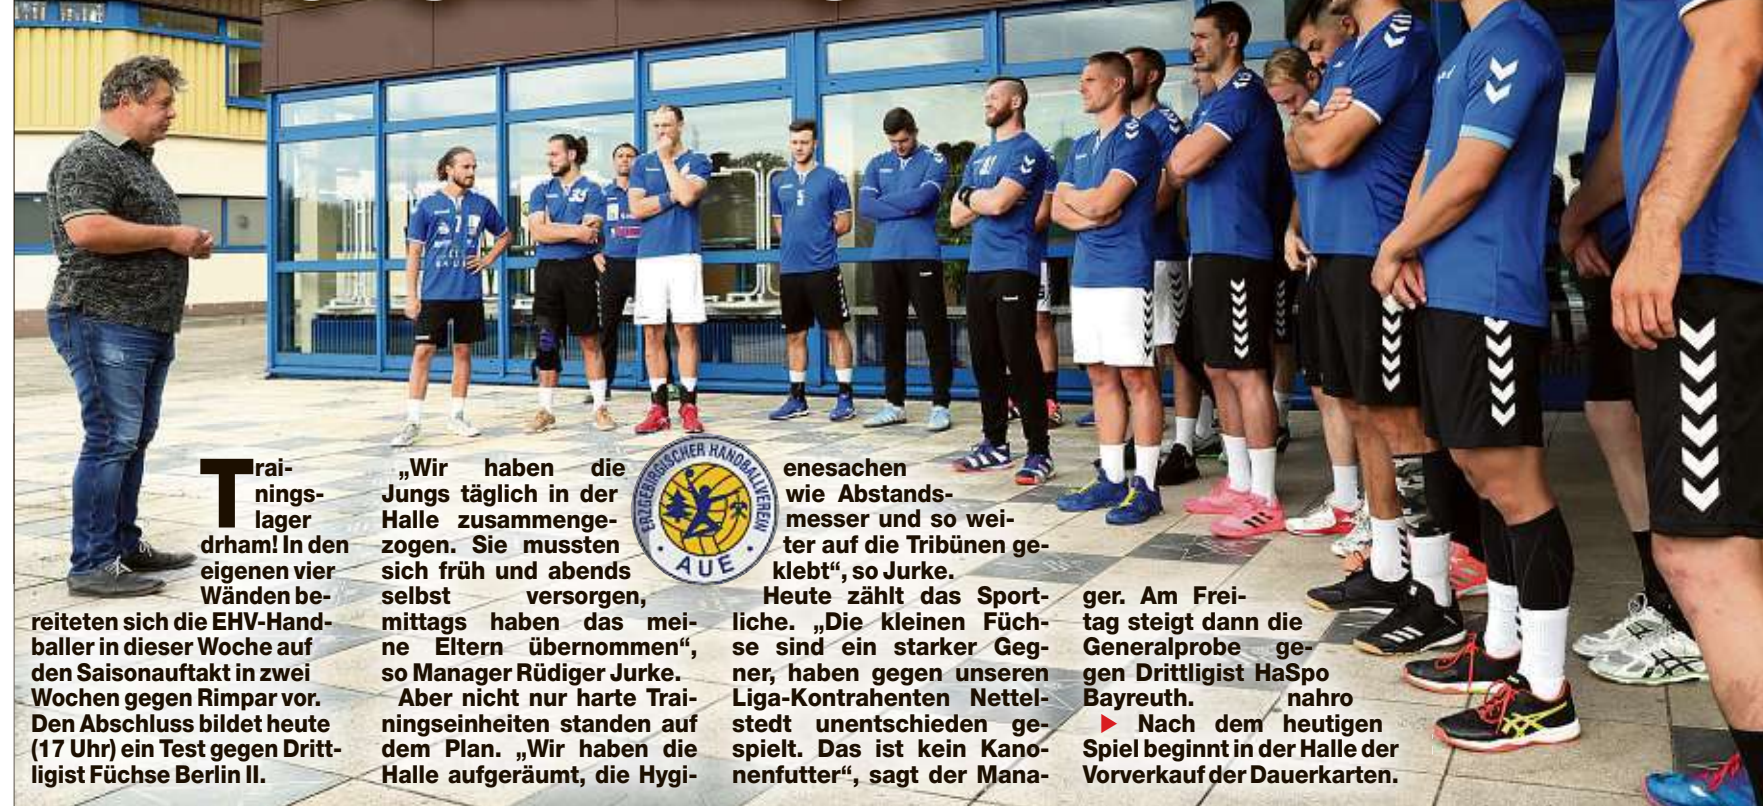 Trai-
nings-
lager
drham! In den
eigenen vier
Wänden be-
reiteten sich die EHV-Hand-
baller in dieser Woche auf
den Saisonauftakt in zwei
Wochen gegen Rimpar vor.
Den Abschluss bildet heute
(17 Uhr) ein Test gegen Dritt-
ligist Füchse Berlin II.
„Wir haben die
Jungs täglich in der
Halle zusammenge-
zogen. Sie mussten
sich früh und abends
selbst versorgen,
mittags haben das mei-
ne Eltern übernommen“,
so Manager Rüdiger Jurke.
Aber nicht nur harte Trai-
ningseinheiten standen auf
dem Plan. „Wir haben die
Halle aufgeräumt, die Hygi-
ERZGEBIRGISCHER HANDBALLVEREIN
· AUE ·
enesachen
wie Abstands-
messer und so wei-
ter auf die Tribünen ge-
klebt“, so Jurke.
Heute zählt das Sport-
liche. „Die kleinen Füch-
se sind ein starker Geg-
ner, haben gegen unseren
Liga-Kontrahenten Nettel-
stedt unentschieden ge-
spielt. Das ist kein Kano-
nenfutter“, sagt der Mana-
ger. Am Frei-
tag steigt dann die
Generalprobe ge-
gen Drittligist HaSpo
Bayreuth. nahro
▶ Nach dem heutigen
Spiel beginnt in der Halle der
Vorverkauf der Dauerkarten.